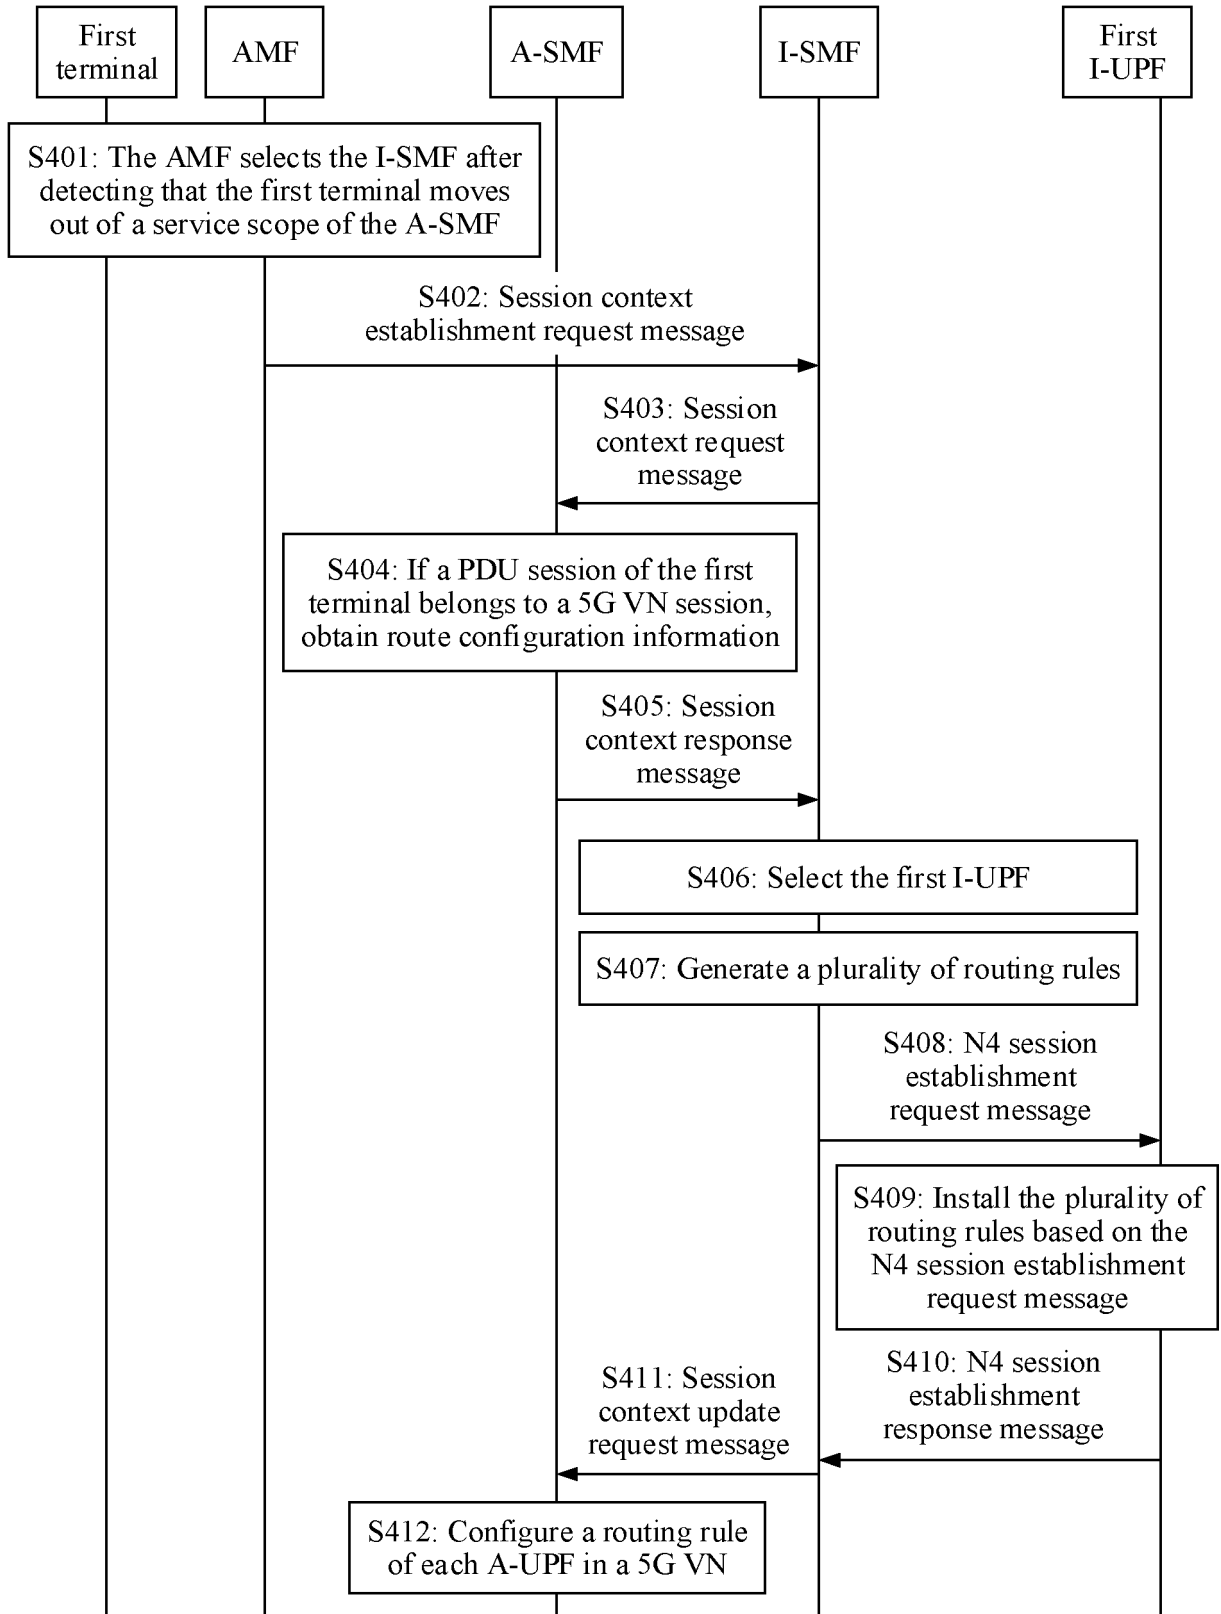 First
terminal
AMF
A-SMF
I-SMF
First
I-UPF
S401: The AMF selects the I-SMF after
detecting that the first terminal moves
out of a service scope of the A-SMF
S402: Session context
establishment request message
S403: Session
context request
message
S404: If a PDU session of the first
terminal belongs to a 5G VN session,
obtain route configuration information
S405: Session
context response
message
S406: Select the first I-UPF
S407: Generate a plurality of routing rules
S408: N4 session
establishment
request message
S409: Install the plurality of
routing rules based on the
N4 session establishment
request message
S410: N4 session
establishment
response message
S411: Session
context update
request message
S412: Configure a routing rule
of each A-UPF in a 5G VN